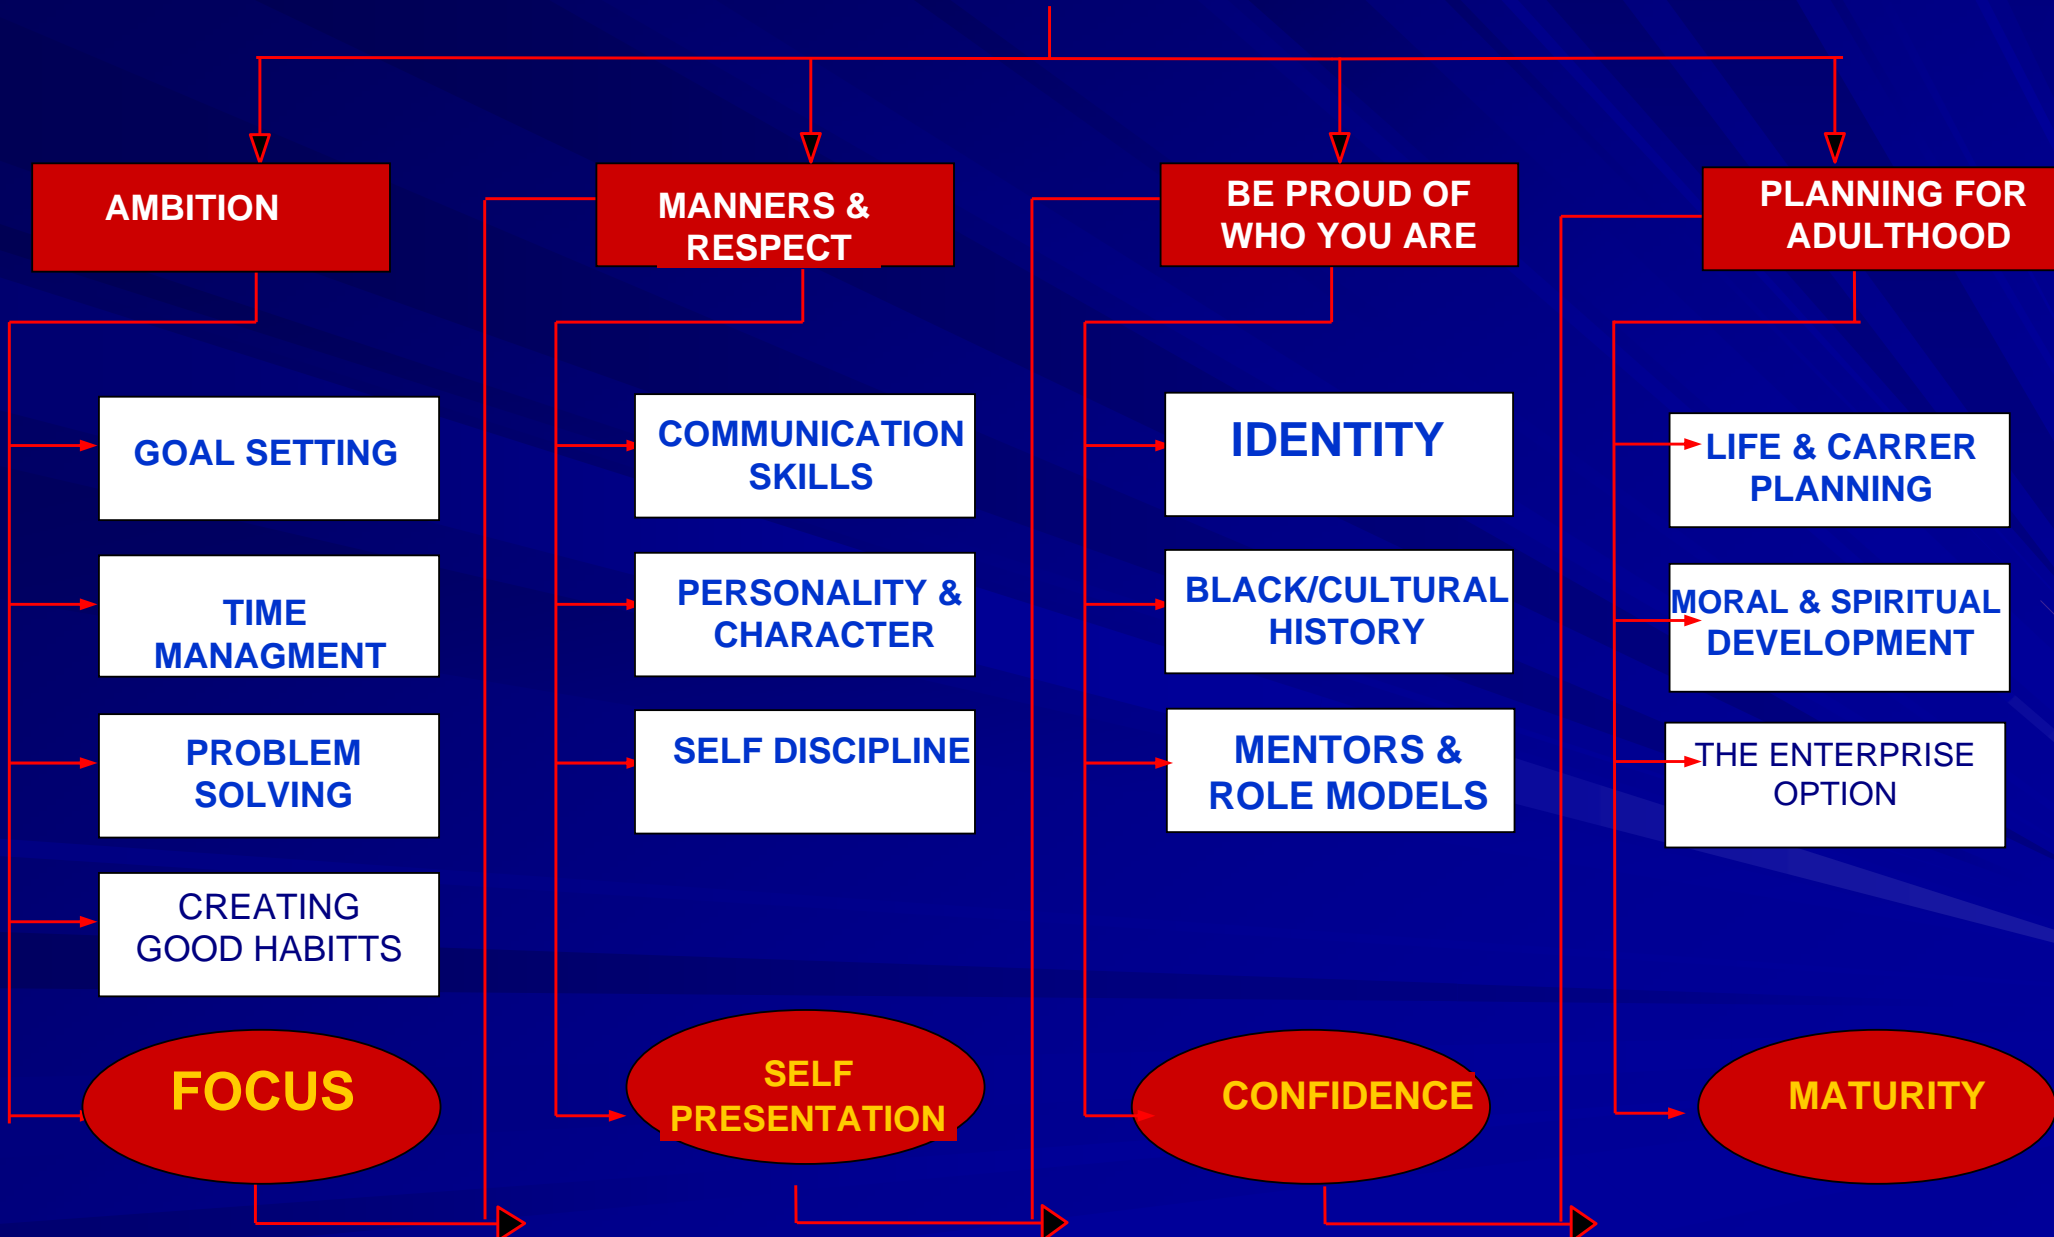 AMBITION
MANNERS &
RESPECT
BE PROUD OF
WHO YOU ARE
PLANNING FOR
ADULTHOOD
GOAL SETTING
TIME
MANAGMENT
PROBLEM
SOLVING
CREATING
GOOD HABITTS
FOCUS
COMMUNICATION
SKILLS
PERSONALITY &
CHARACTER
SELF DISCIPLINE
SELF
PRESENTATION
IDENTITY
BLACK/CULTURAL
HISTORY
MENTORS &
ROLE MODELS
CONFIDENCE
LIFE & CARRER
PLANNING
MORAL & SPIRITUAL
DEVELOPMENT
THE ENTERPRISE
OPTION
MATURITY